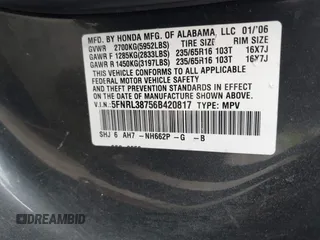 MFD. BY HONDA MFG. OF ALABAMA, LLC 01/'06
GVWR 2700KG(5952LBS) TIRE SIZE RIM SIZE
GAWR F 1285KG(2833LBS) 235/65R16 103T 16X7J
GAWR R 1450KG(3197LBS) 235/65R16 103T 16X7J
THIS VEHICLE CONFORMS TO ALL APPLICABLE
FEDERAL MOTOR VEHICLE SAFETY AND THEFT
PREVENTION STANDARDS IN EFFECT ON THE DATE
OF MANUFACTURE SHOWN ABOVE.
V.I.N: 5FNRL38756B420817 TYPE: MPV
SHJ 6 AH7 -NH662P -G -B
DREAMBID